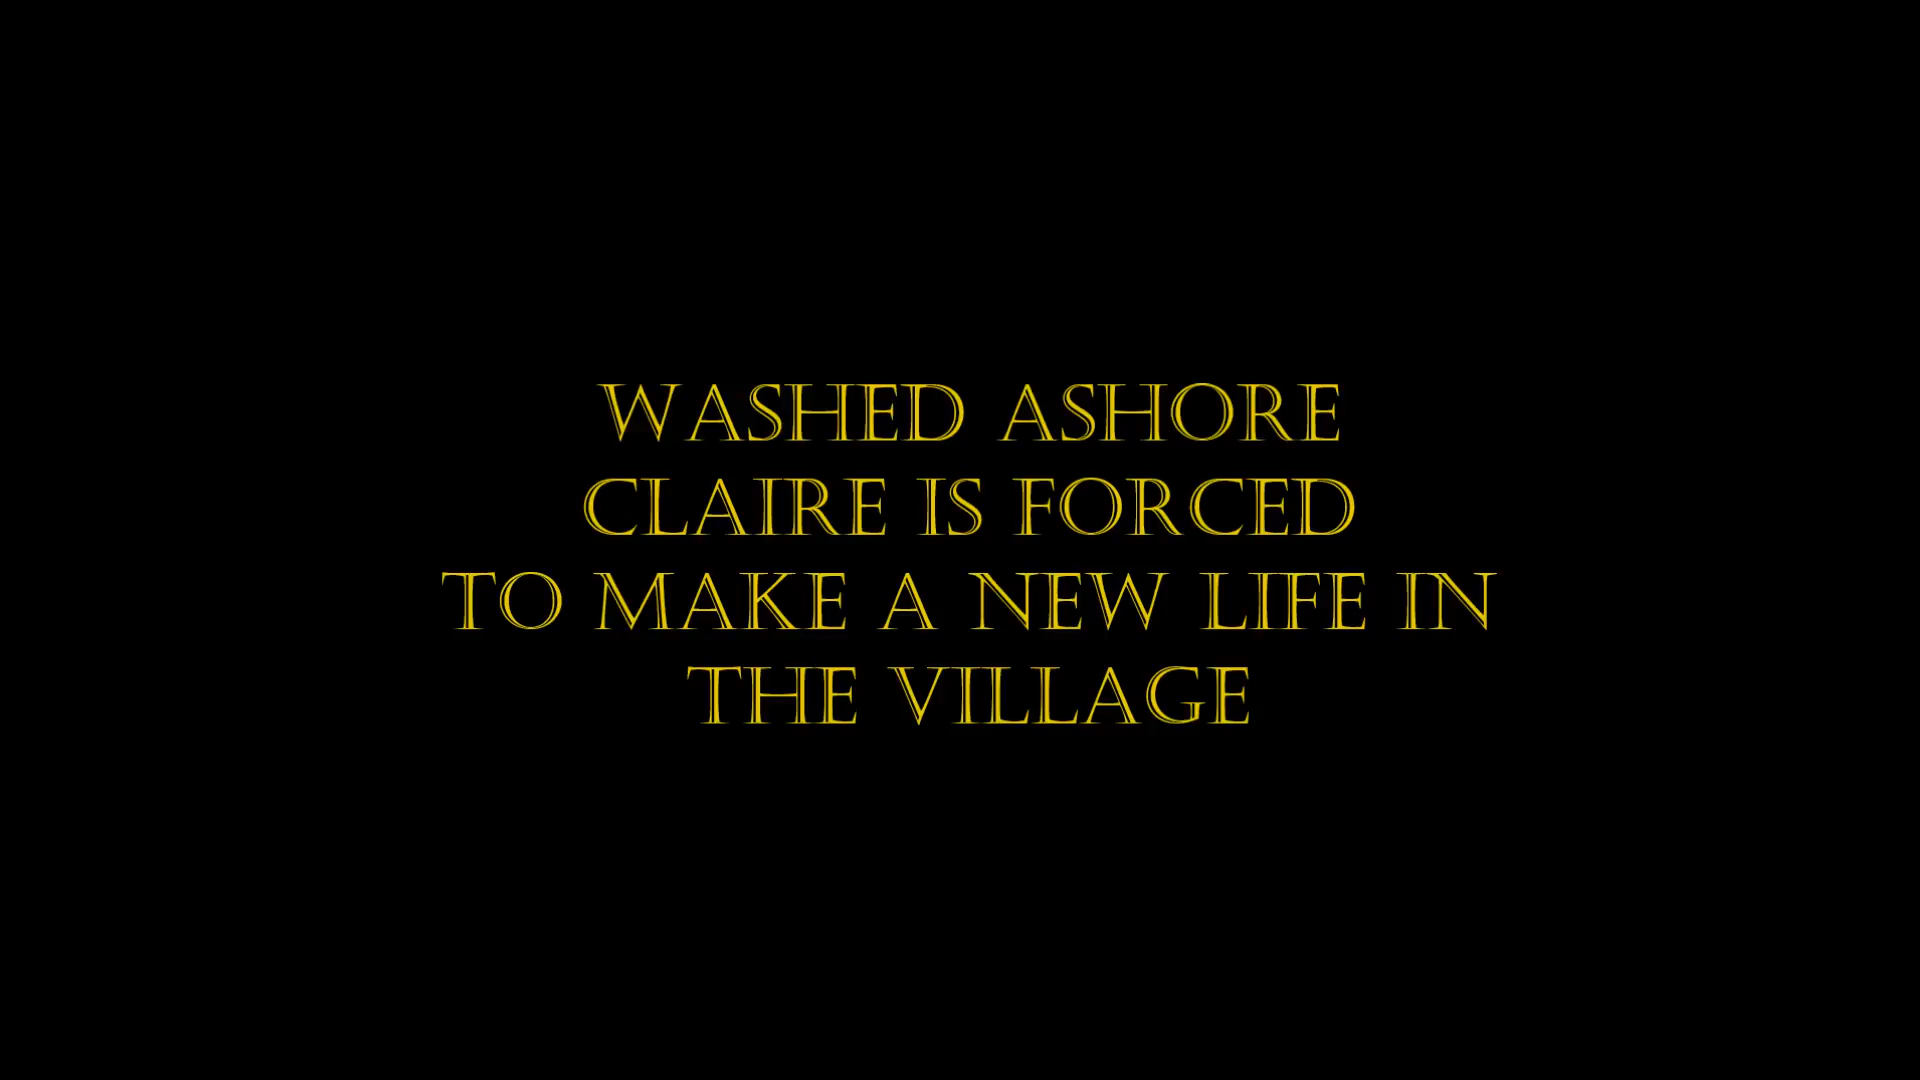 WASHED ASHORE
CLAIRE IS FORCED
TO MAKE A NEW LIFE IN
THE VILLAGE